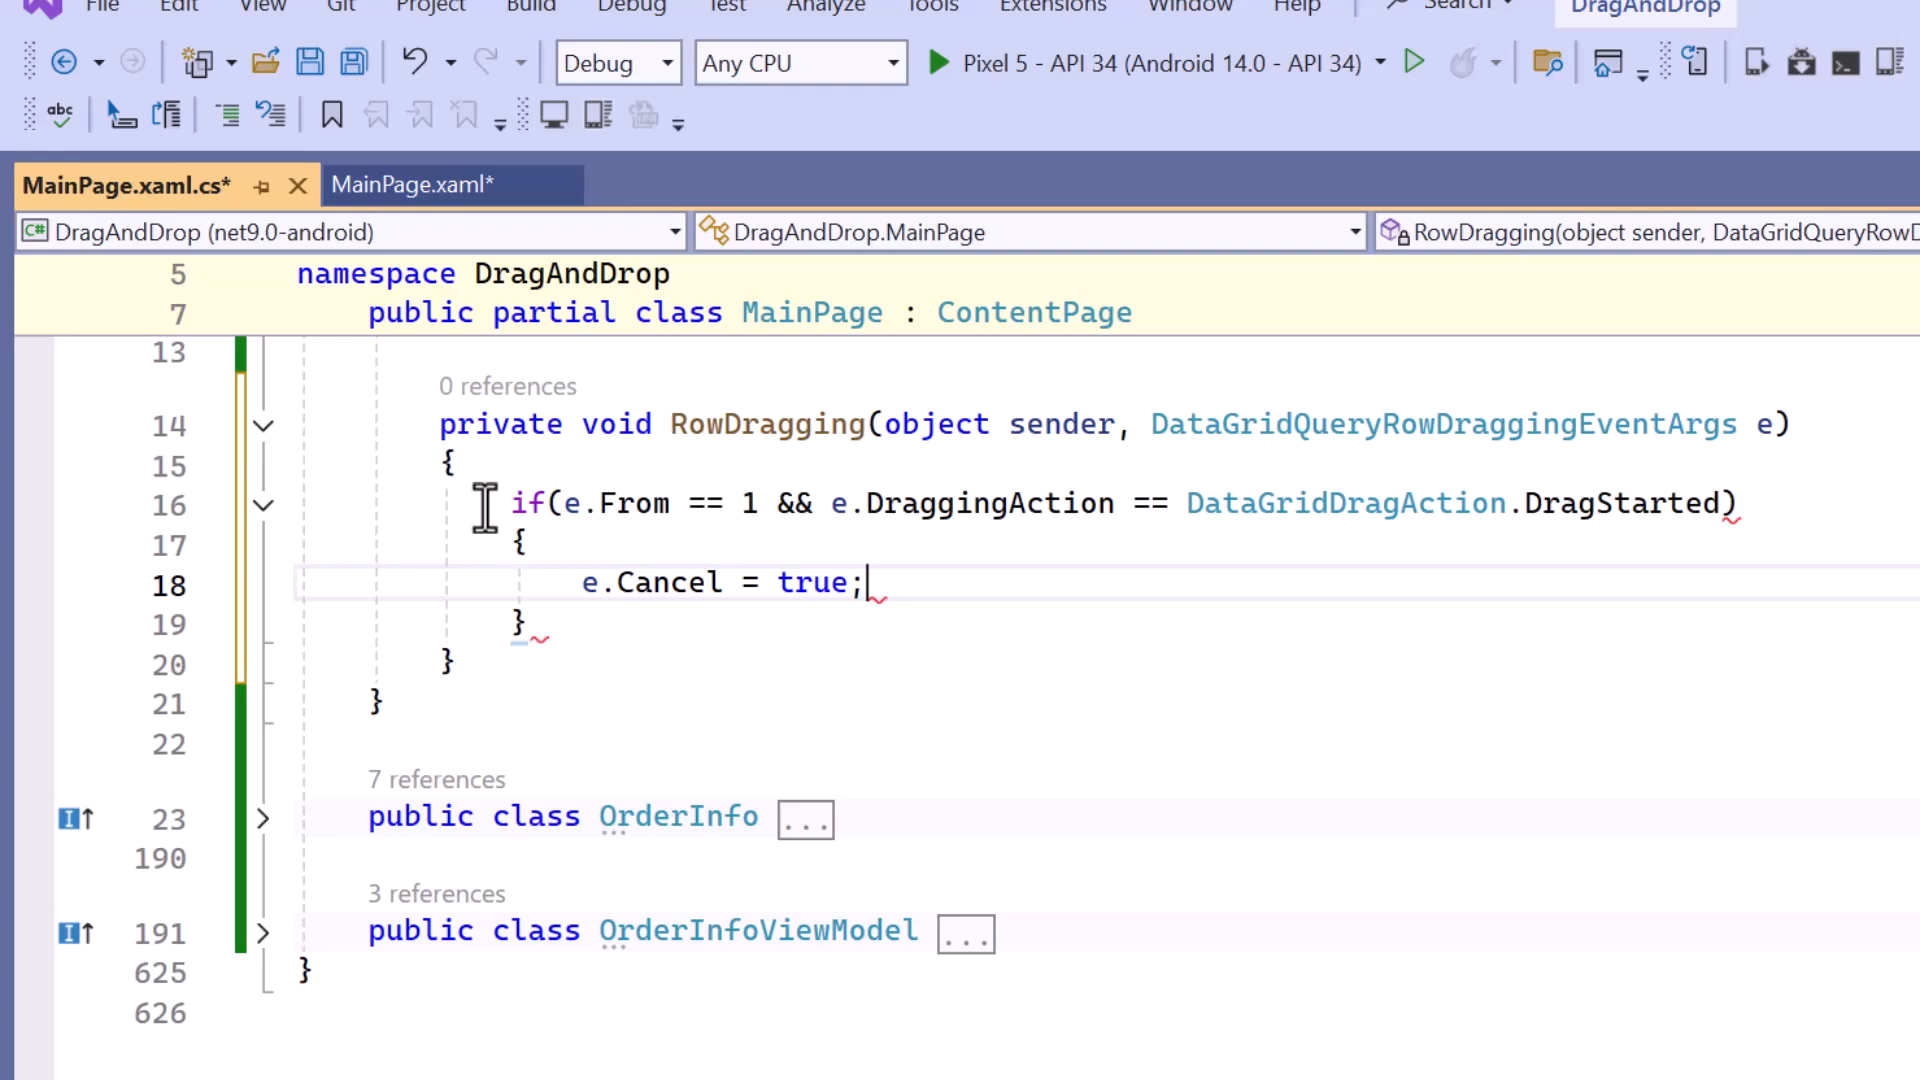 File Edit View Git Project Build Debug Test Analyze Tools Extensions Window Help Search DragAndDrop
Debug Any CPU Pixel 5 - API 34 (Android 14.0 - API 34)
abc
MainPage.xaml.cs* MainPage.xaml*
C# DragAndDrop (net9.0-android) DragAndDrop.MainPage RowDragging(object sender, DataGridQueryRowD
5 namespace DragAndDrop
7 public partial class MainPage : ContentPage
13
0 references
14 private void RowDragging(object sender, DataGridQueryRowDraggingEventArgs e)
15 {
16 if(e.From == 1 && e.DraggingAction == DataGridDragAction.DragStarted)
17 {
18 e.Cancel = true;
19 }
20 }
21 }
22
7 references
23 public class OrderInfo ...
190
3 references
191 public class OrderInfoViewModel ...
625 }
626